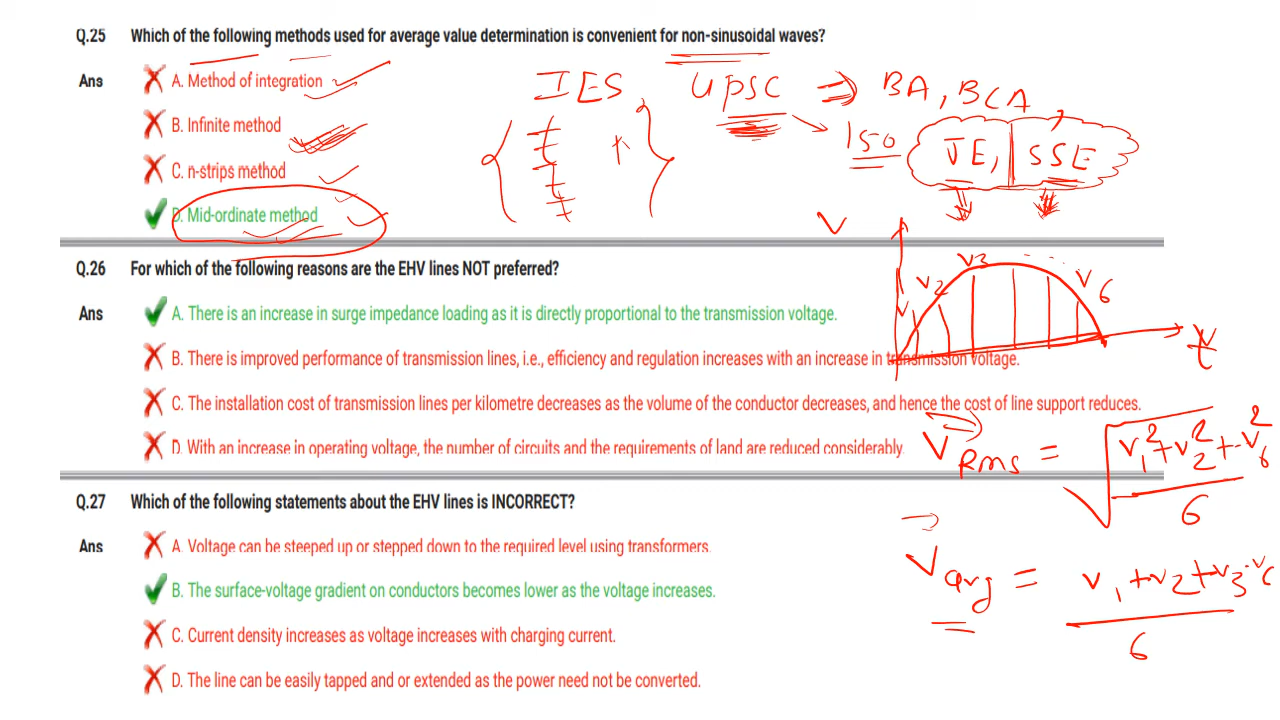 Q.25 Which of the following methods used for average value determination is convenient for non-sinusoidal waves?
Ans A. Method of integration
B. Infinite method
C. n-strips method
D. Mid-ordinate method
IES, UPSC ⇒ BA, BCA,
150 JE, SSE
V
V2 V3 V6
Q.26 For which of the following reasons are the EHV lines NOT preferred?
Ans A. There is an increase in surge impedance loading as it is directly proportional to the transmission voltage.
B. There is improved performance of transmission lines, i.e., efficiency and regulation increases with an increase in transmission voltage.
C. The installation cost of transmission lines per kilometre decreases as the volume of the conductor decreases, and hence the cost of line support reduces.
D. With an increase in operating voltage, the number of circuits and the requirements of land are reduced considerably.
VRms = √(V1²+V2²+-V6²)/6
Q.27 Which of the following statements about the EHV lines is INCORRECT?
Ans A. Voltage can be steeped up or stepped down to the required level using transformers.
B. The surface-voltage gradient on conductors becomes lower as the voltage increases.
C. Current density increases as voltage increases with charging current.
D. The line can be easily tapped and or extended as the power need not be converted.
Vavg = V1+V2+V3--V6
6